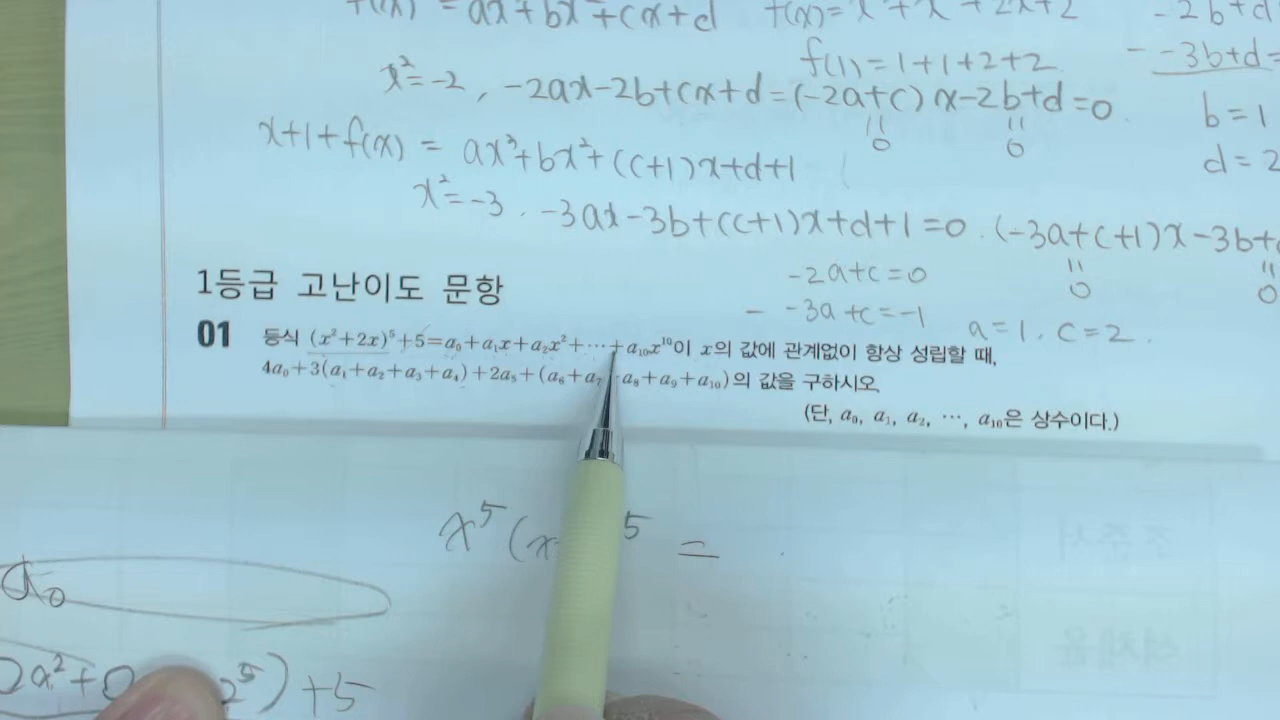 f(x) = ax³+bx²+cx+d f(x)=x³+x²+2x+2 -2b+d
f(1)=1+1+2+2 - -3b+d=
x²=-2, -2ax-2b+cx+d=(-2a+c)x-2b+d=0.
0 0
b=1
x+1+f(x) = ax³+bx²+(c+1)x+d+1
d=2
x²=-3. -3ax-3b+(c+1)x+d+1=0. (-3a+c+1)x-3b+
0 0
-2a+c=0
- -3a+c=-1
a=1, c=2.
1등급 고난이도 문항
01 등식 (x²+2x)⁵+5=a₀+a₁x+a₂x²+⋯+a₁₀x¹⁰이 x의 값에 관계없이 항상 성립할 때,
4a₀+3(a₁+a₂+a₃+a₄)+2a₅+(a₆+a₇+a₈+a₉+a₁₀)의 값을 구하시오.
(단, a₀, a₁, a₂, ⋯, a₁₀은 상수이다.)
x⁵(x 5 =
a₀
⁵)+5